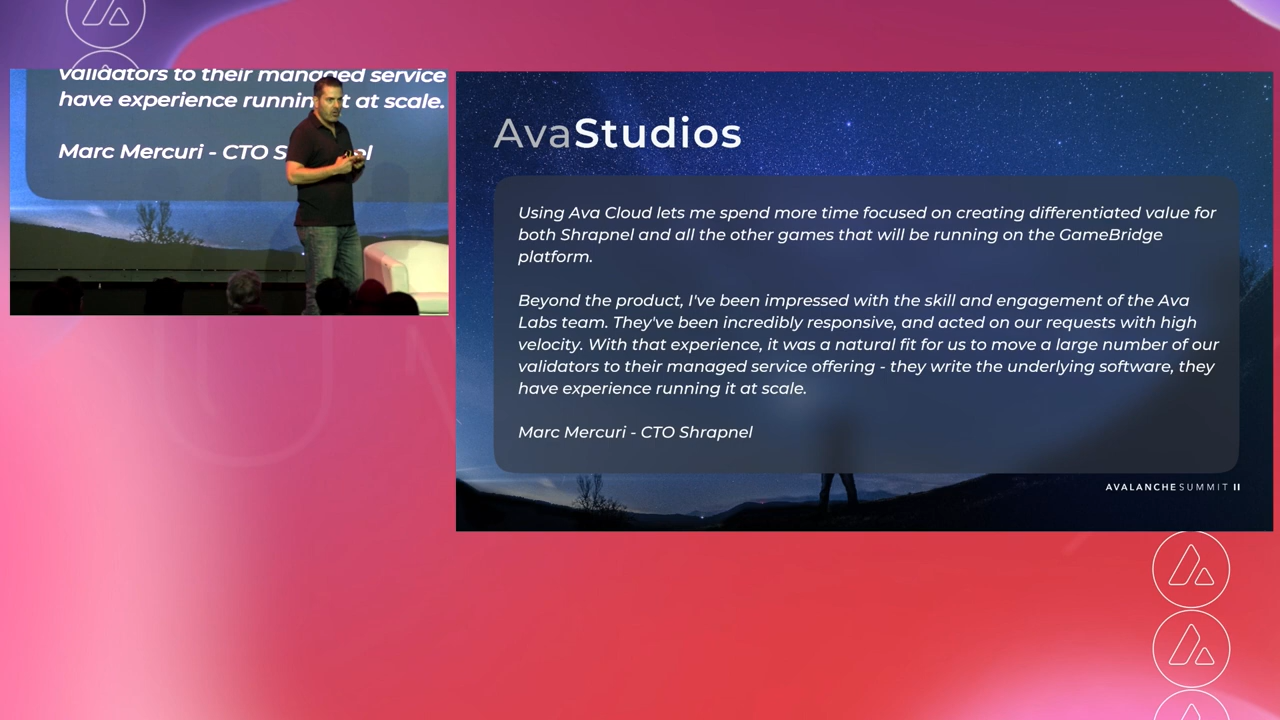 validators to their managed service
have experience runnin t at scale.
Marc Mercuri - CTO S el
AvaStudios
Using Ava Cloud lets me spend more time focused on creating differentiated value for
both Shrapnel and all the other games that will be running on the GameBridge
platform.
Beyond the product, I've been impressed with the skill and engagement of the Ava
Labs team. They've been incredibly responsive, and acted on our requests with high
velocity. With that experience, it was a natural fit for us to move a large number of our
validators to their managed service offering - they write the underlying software, they
have experience running it at scale.
Marc Mercuri - CTO Shrapnel
AVALANCHE SUMMIT II